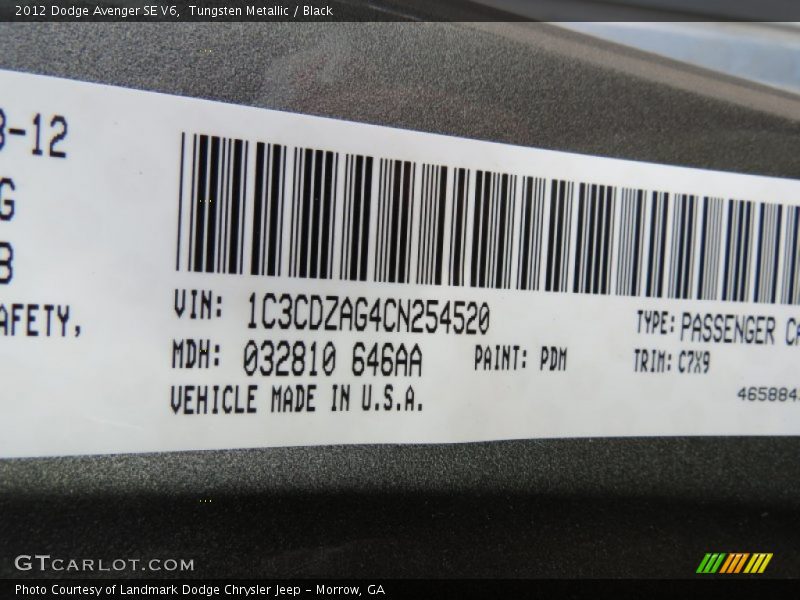 2012 Dodge Avenger SE V6,  Tungsten Metallic / Black
-12
G
AFETY,
VIN: 1C3CDZAG4CN254520
TYPE: PASSENGER
MDH: 032810 646AA
PAINT: PDM
TRIM: C7X9
VEHICLE MADE IN U.S.A.
465884
GTCARLOT.COM
Photo Courtesy of Landmark Dodge Chrysler Jeep – Morrow, GA